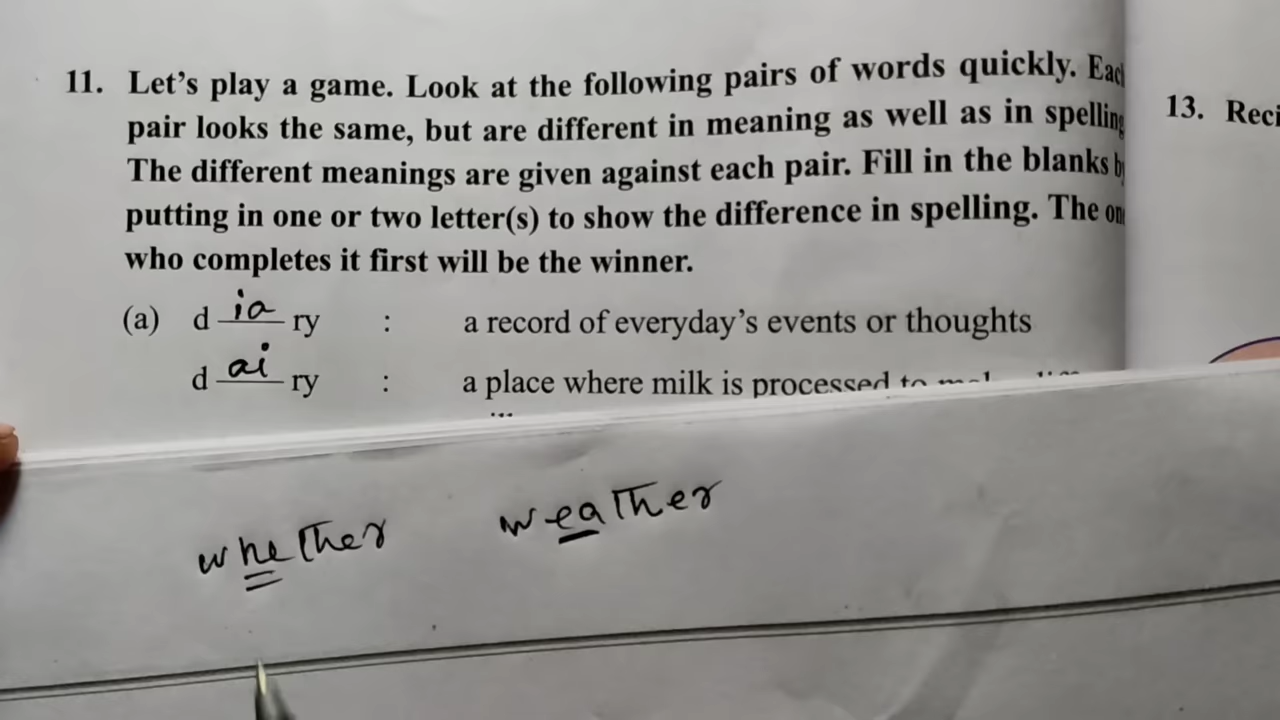 11. Let's play a game. Look at the following pairs of words quickly. Each
pair looks the same, but are different in meaning as well as in spelling
The different meanings are given against each pair. Fill in the blanks by
putting in one or two letter(s) to show the difference in spelling. The one
who completes it first will be the winner.
(a) d ia ry : a record of everyday's events or thoughts
d ai ry : a place where milk is processed to
whether weather
13. Reci